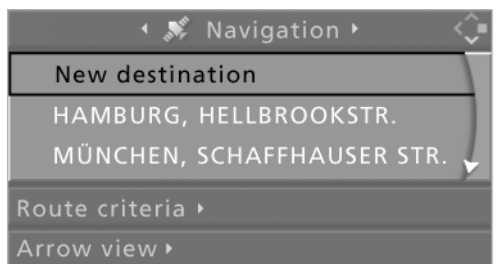 Navigation
New destination
HAMBURG, HELLBROOKSTR.
MÜNCHEN, SCHAFFHAUSER STR.
Route criteria
Arrow view